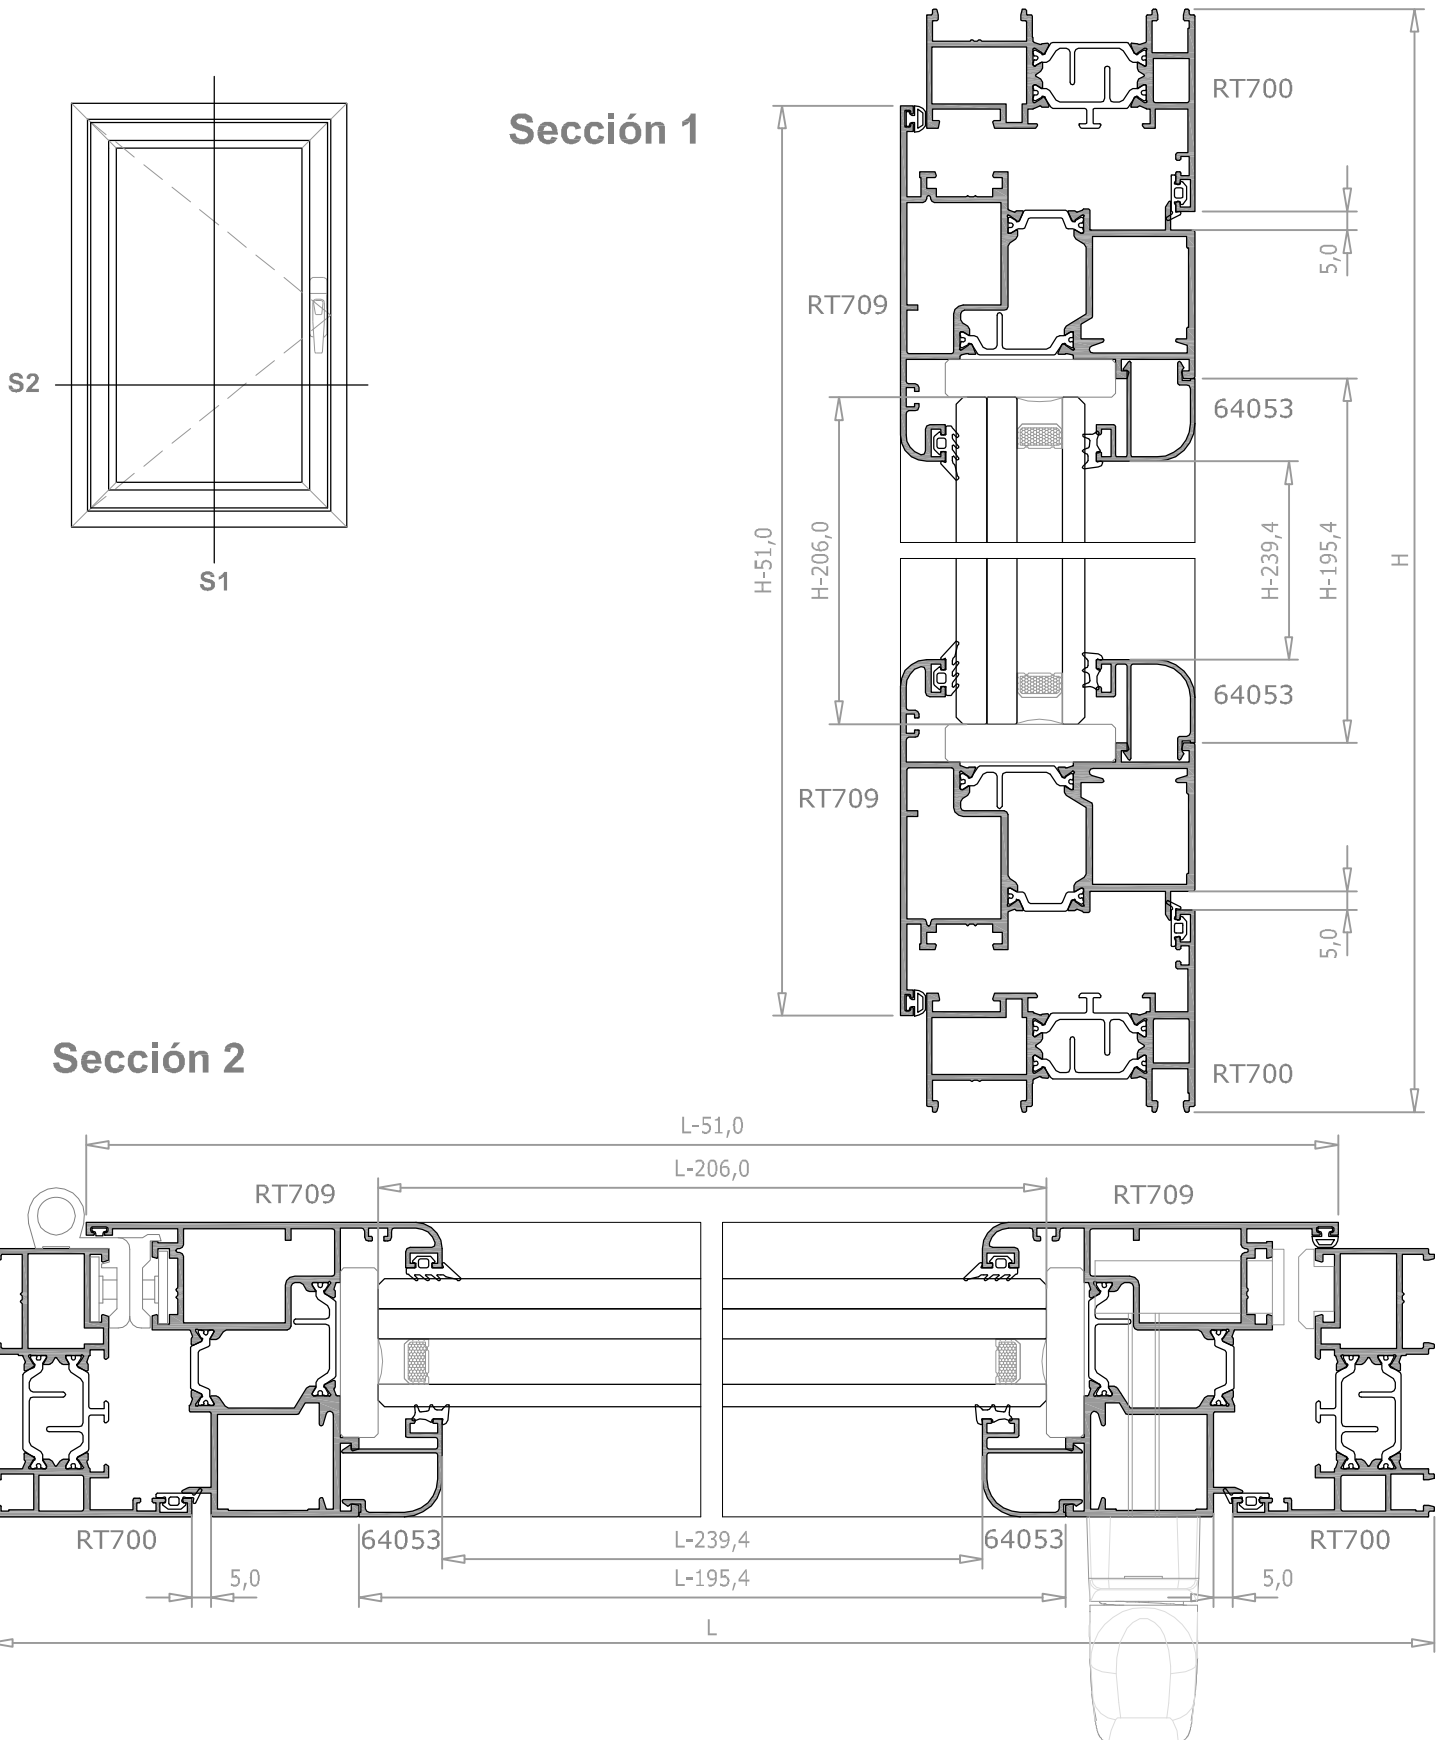 Sección 1
RT700
5,0
RT709
S2
64053
H-51,0
H-206,0
H-239,4
H-195,4
H
S1
64053
RT709
5,0
Sección 2
RT700
L-51,0
L-206,0
RT709
RT709
RT700
64053
L-239,4
64053
RT700
5,0
L-195,4
5,0
L